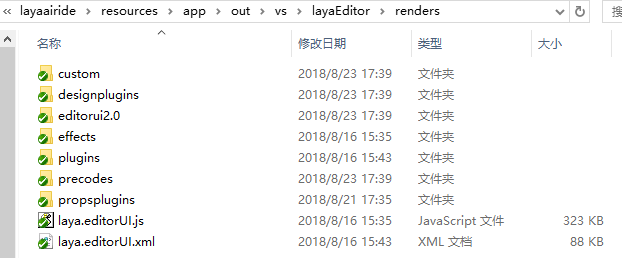 « layaairide › resources › app › out › vs › layaEditor › renders
名称 修改日期 类型 大小
custom 2018/8/23 17:39 文件夹
designplugins 2018/8/23 17:39 文件夹
editorui2.0 2018/8/23 17:39 文件夹
effects 2018/8/16 15:35 文件夹
plugins 2018/8/16 15:43 文件夹
precodes 2018/8/23 17:39 文件夹
propsplugins 2018/8/21 17:35 文件夹
laya.editorUI.js 2018/8/16 15:35 JavaScript 文件 323 KB
laya.editorUI.xml 2018/8/16 15:43 XML 文档 88 KB